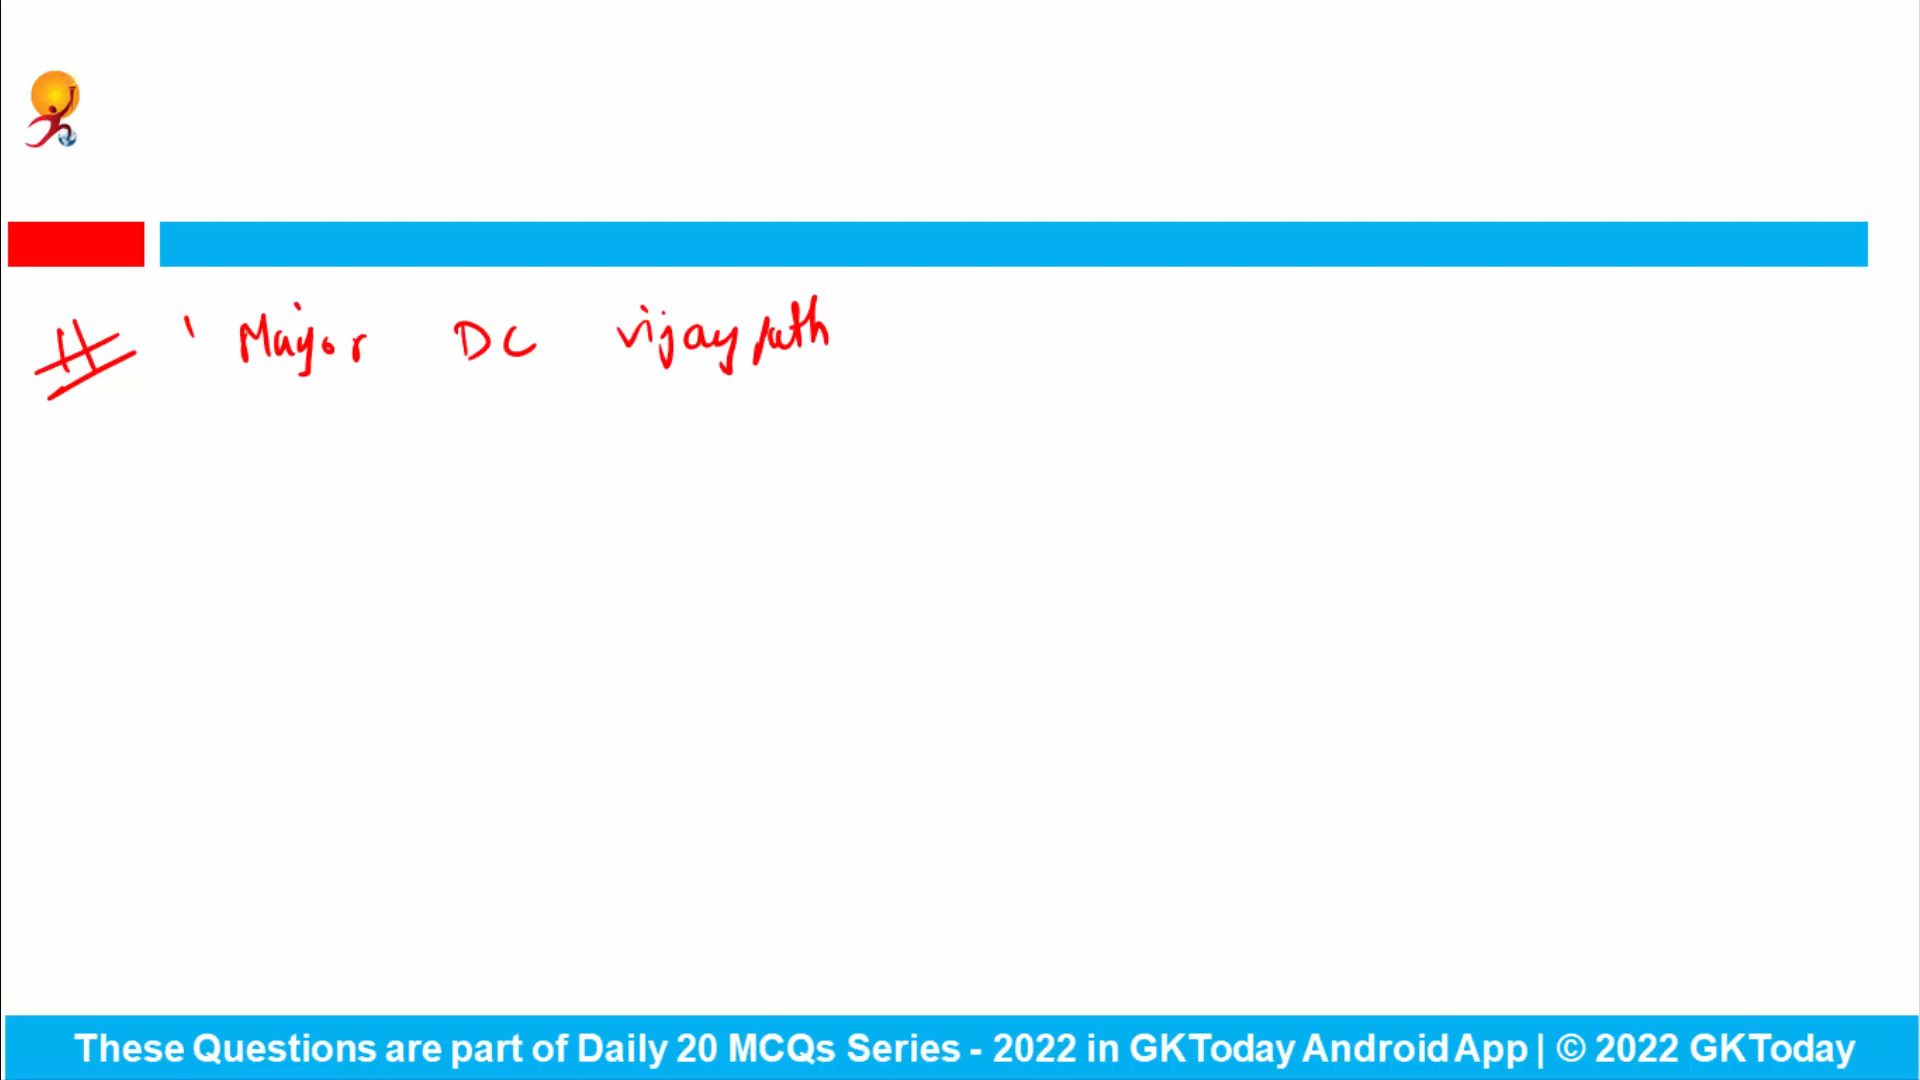 # ' Major DC vijaypath
These Questions are part of Daily 20 MCQs Series - 2022 in GKToday Android App | © 2022 GKToday